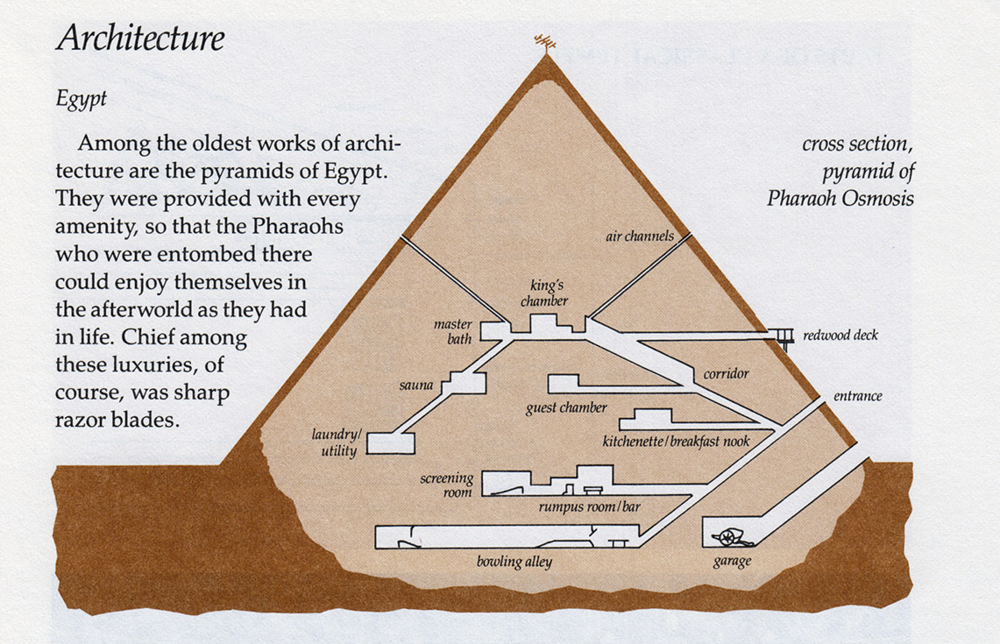 Architecture
Egypt
Among the oldest works of archi-
tecture are the pyramids of Egypt.
They were provided with every
amenity, so that the Pharaohs
who were entombed there
could enjoy themselves in
the afterworld as they had
in life. Chief among
these luxuries, of
course, was sharp
razor blades.
cross section,
pyramid of
Pharaoh Osmosis
air channels
king's
chamber
master
bath
redwood deck
sauna
corridor
guest chamber
entrance
laundry/
utility
kitchenette/breakfast nook
screening
room
rumpus room/bar
bowling alley
garage